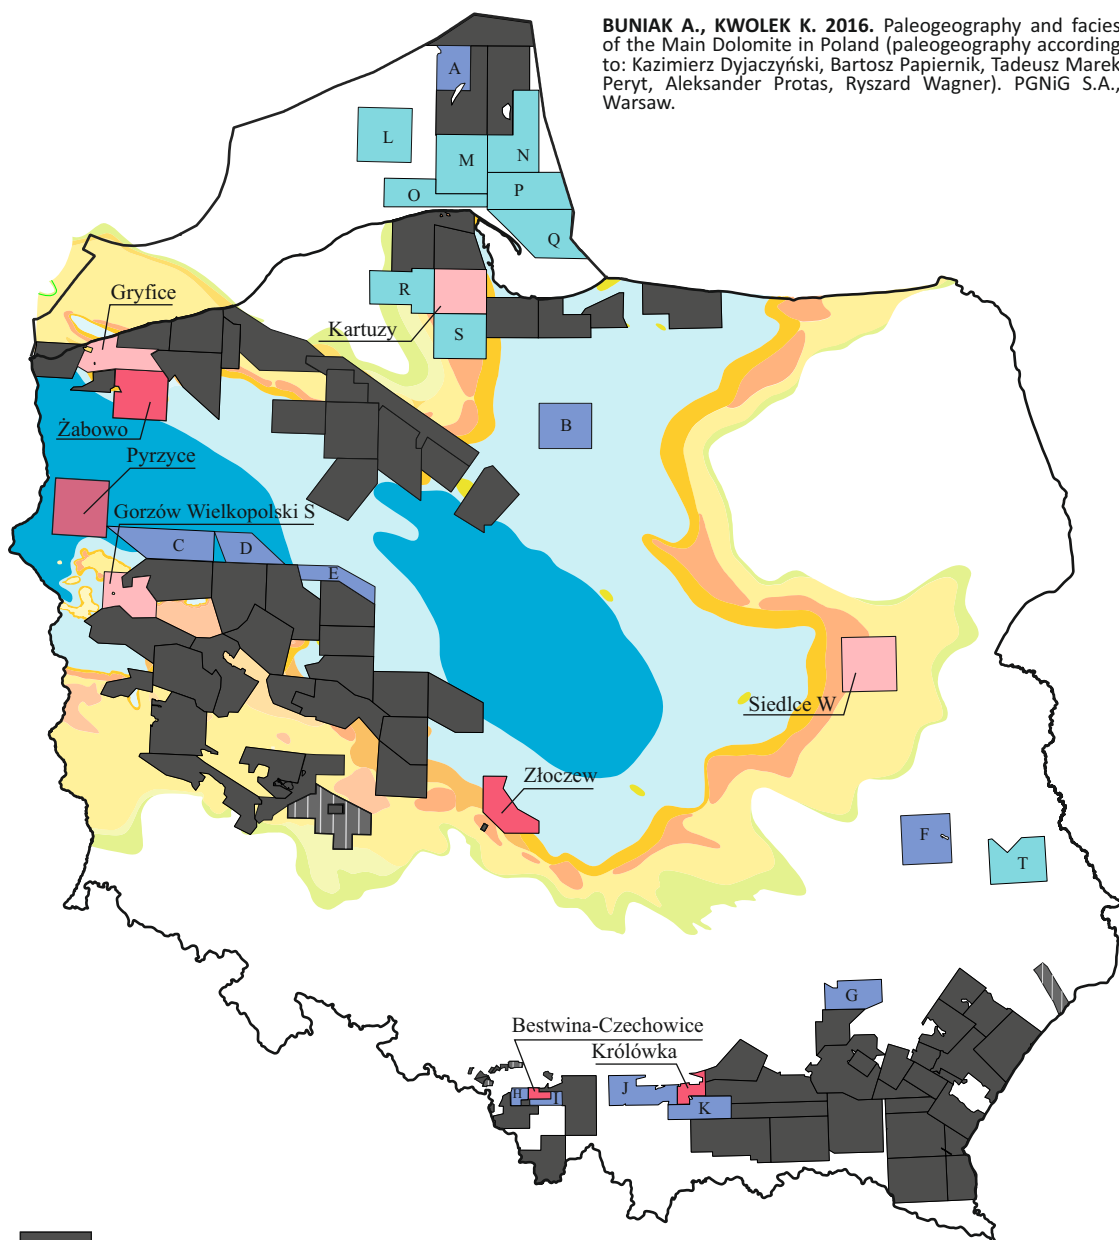 BUNIAK A., KWOLEK K. 2016. Paleogeography and facies
of the Main Dolomite in Poland (paleogeography according
to: Kazimierz Dyjaczyński, Bartosz Papiernik, Tadeusz Marek
Peryt, Aleksander Protas, Ryszard Wagner). PGNiG S.A.,
Warsaw.
A
L
M
N
O
P
Q
R
Gryfice
Kartuzy
S
Żabowo
B
Pyrzyce
Gorzów Wielkopolski S
C
D
E
Siedlce W
Złoczew
F
T
G
Bestwina-Czechowice
Królówka
H
I
J
K